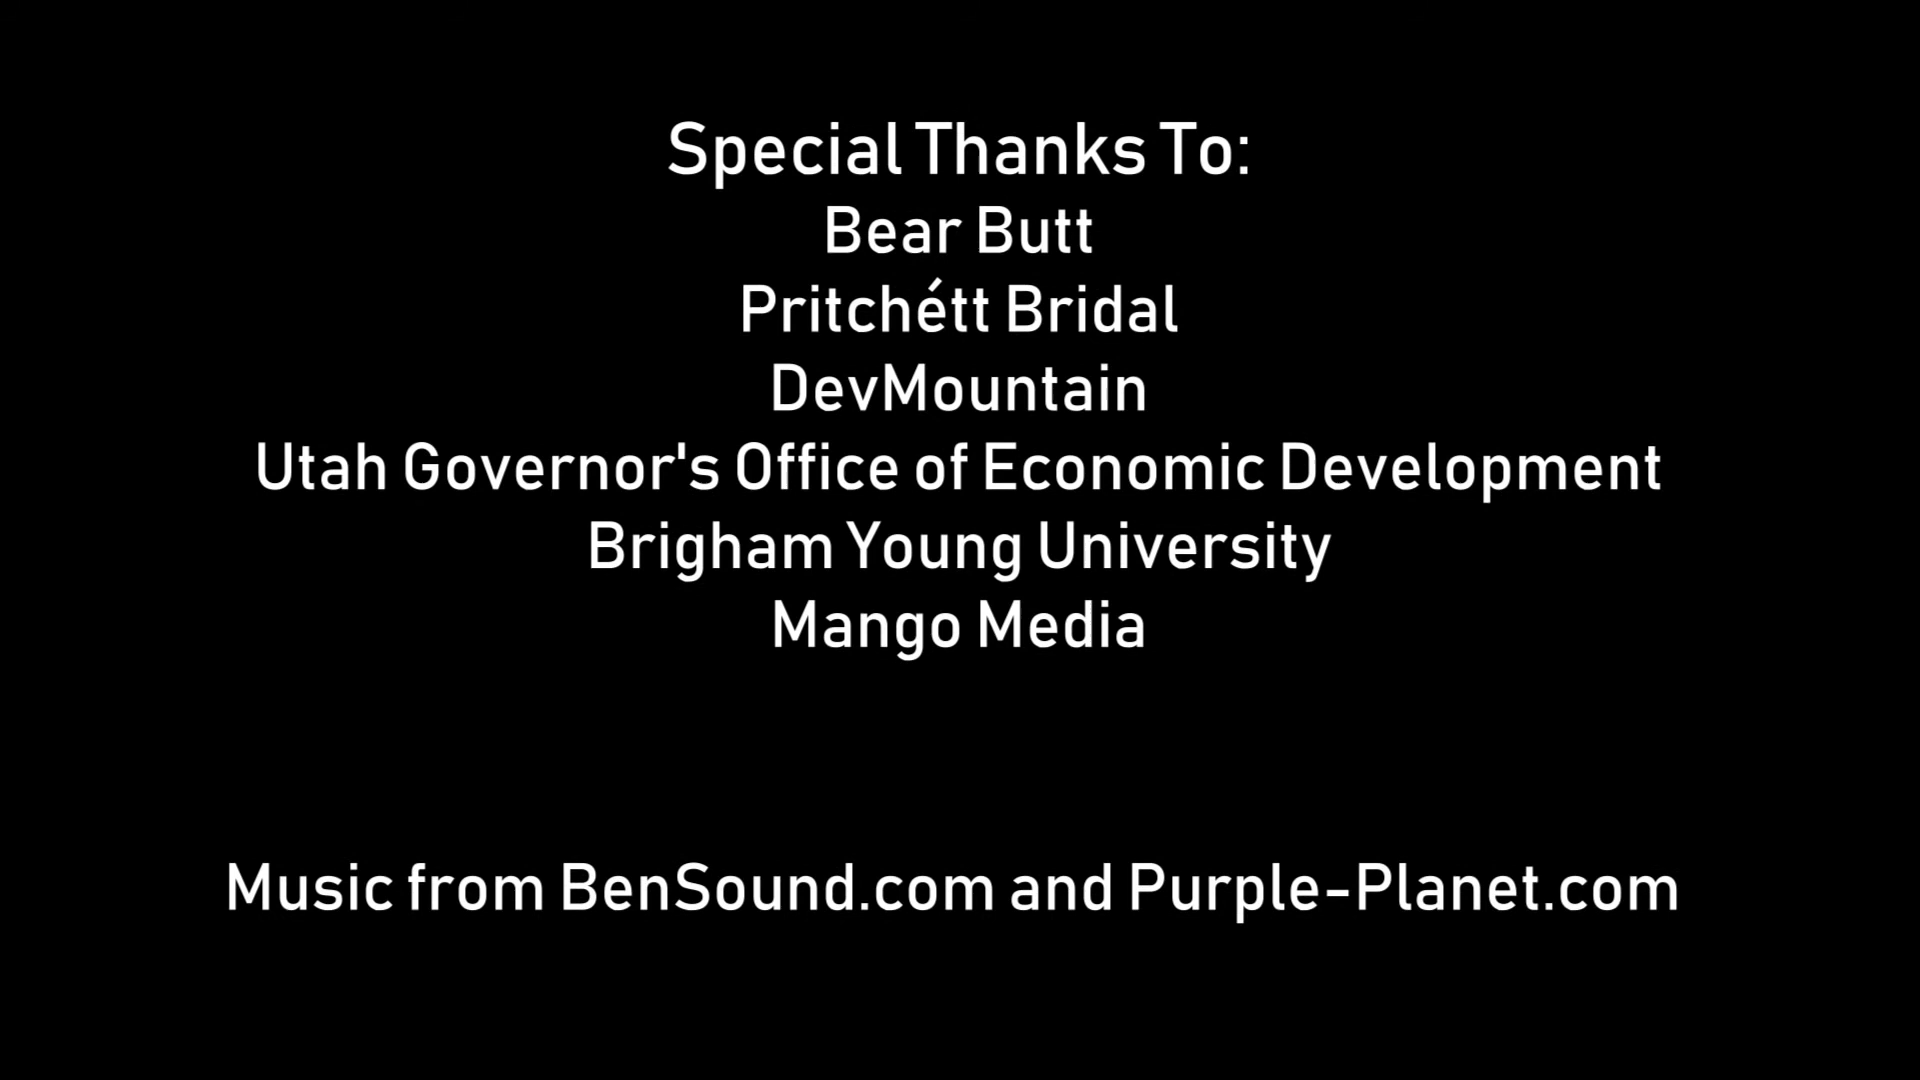 Special Thanks To:
Bear Butt
Pritchétt Bridal
DevMountain
Utah Governor's Office of Economic Development
Brigham Young University
Mango Media
Music from BenSound.com and Purple-Planet.com